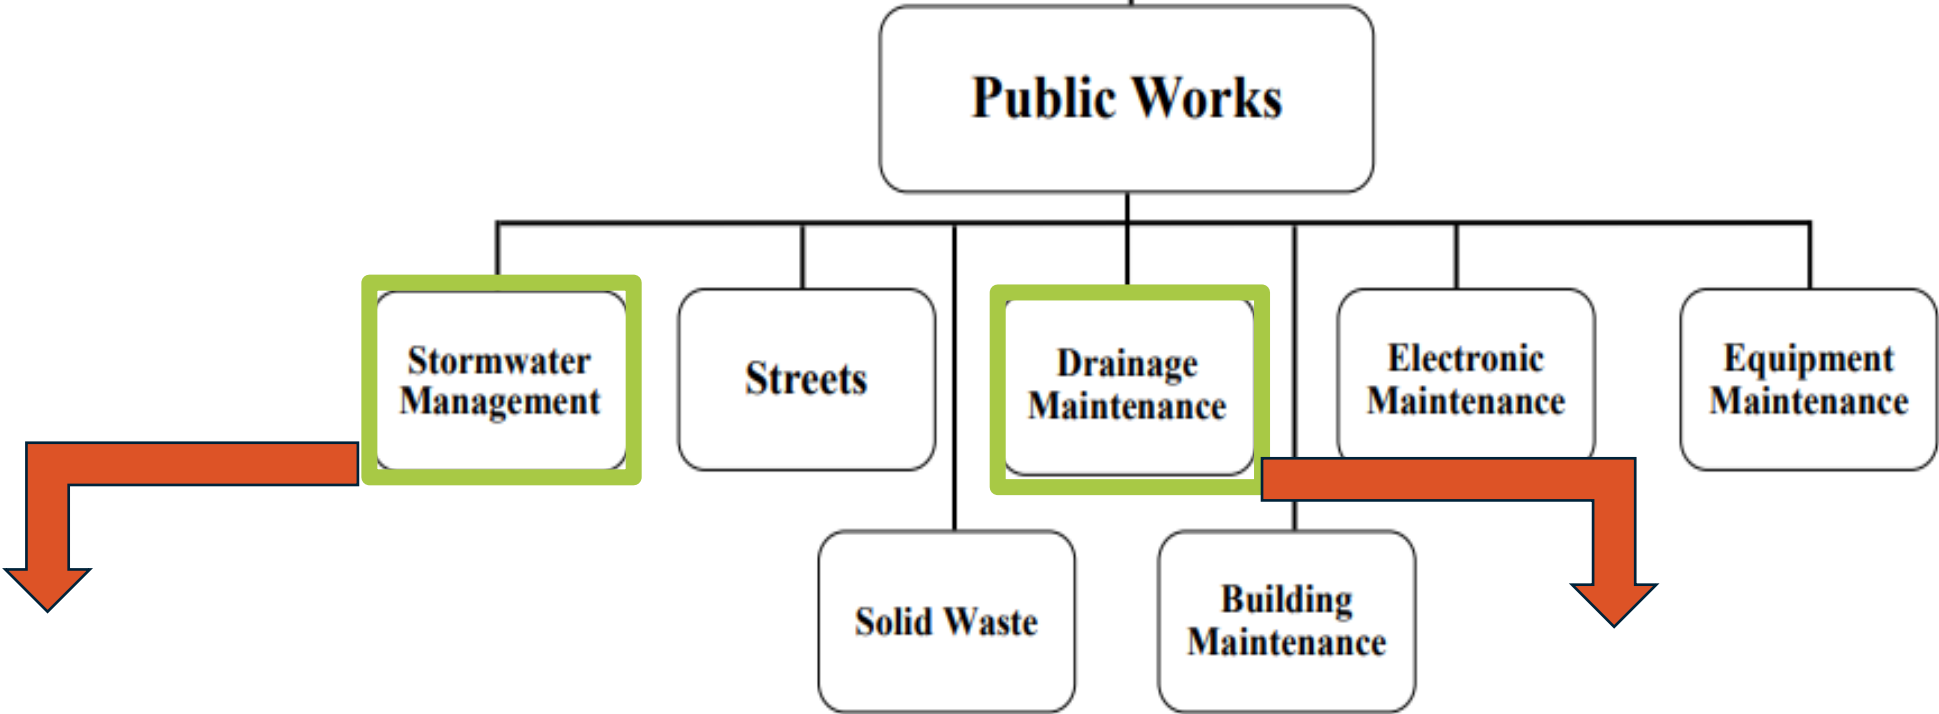 Public Works
Stormwater
Management
Streets
Drainage
Maintenance
Electronic
Maintenance
Equipment
Maintenance
Solid Waste
Building
Maintenance